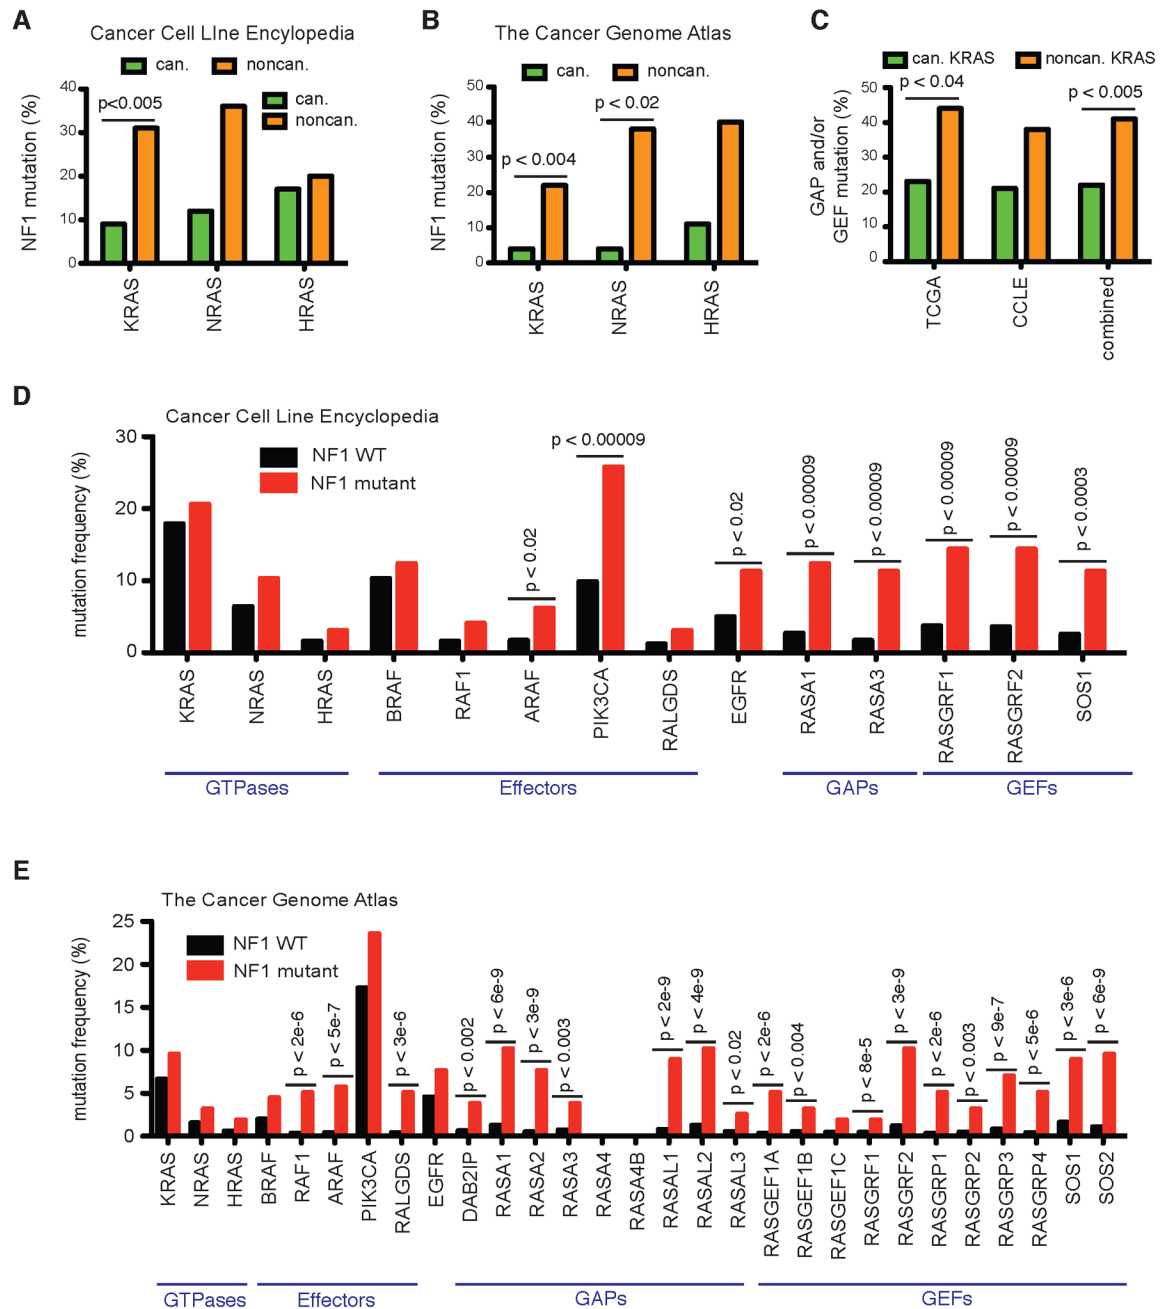 A
Cancer Cell LIne Encylopedia
can. noncan.
can.
noncan.
p<0.005
NF1 mutation (%)
40
30
20
10
0
KRAS NRAS HRAS
B
The Cancer Genome Atlas
can. noncan.
p < 0.004
p < 0.02
NF1 mutation (%)
50
40
30
20
10
0
KRAS NRAS HRAS
C
can. KRAS noncan. KRAS
p < 0.04
p < 0.005
GAP and/or
GEF mutation (%)
50
40
30
20
10
0
TCGA CCLE combined
D
Cancer Cell Line Encyclopedia
NF1 WT
NF1 mutant
mutation frequency (%)
30
20
10
0
p < 0.02
p < 0.00009
p < 0.02
p < 0.00009
p < 0.00009
p < 0.00009
p < 0.00009
p < 0.0003
KRAS NRAS HRAS BRAF RAF1 ARAF PIK3CA RALGDS EGFR RASA1 RASA3 RASGRF1 RASGRF2 SOS1
GTPases Effectors GAPs GEFs
E
The Cancer Genome Atlas
NF1 WT
NF1 mutant
mutation frequency (%)
25
20
15
10
5
0
p < 2e-6
p < 5e-7
p < 3e-6
p < 0.002
p < 6e-9
p < 3e-9
p < 0.003
p < 2e-9
p < 4e-9
p < 0.02
p < 2e-6
p < 0.004
p < 8e-5
p < 3e-9
p < 2e-6
p < 0.003
p < 9e-7
p < 5e-6
p < 3e-6
p < 6e-9
KRAS NRAS HRAS BRAF RAF1 ARAF PIK3CA RALGDS EGFR DAB2IP RASA1 RASA2 RASA3 RASA4 RASA4B RASAL1 RASAL2 RASAL3 RASGEF1A RASGEF1B RASGEF1C RASGRF1 RASGRF2 RASGRP1 RASGRP2 RASGRP3 RASGRP4 SOS1 SOS2
GTPases Effectors GAPs GEFs